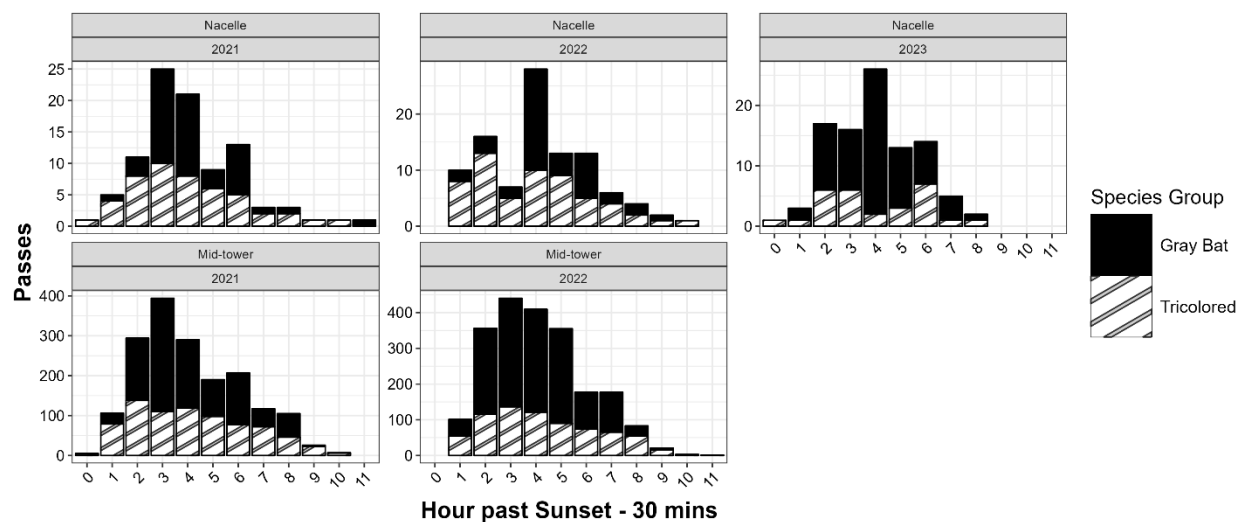 Nacelle
2021
Nacelle
2022
Nacelle
2023
25
20
15
10
5
0
20
10
0
20
10
0
0 1 2 3 4 5 6 7 8 9 10 11
Mid-tower
2021
Mid-tower
2022
400
300
200
100
0
400
300
200
100
0
0 1 2 3 4 5 6 7 8 9 10 11
0 1 2 3 4 5 6 7 8 9 10 11
Passes
Hour past Sunset - 30 mins
Species Group
Gray Bat
Tricolored